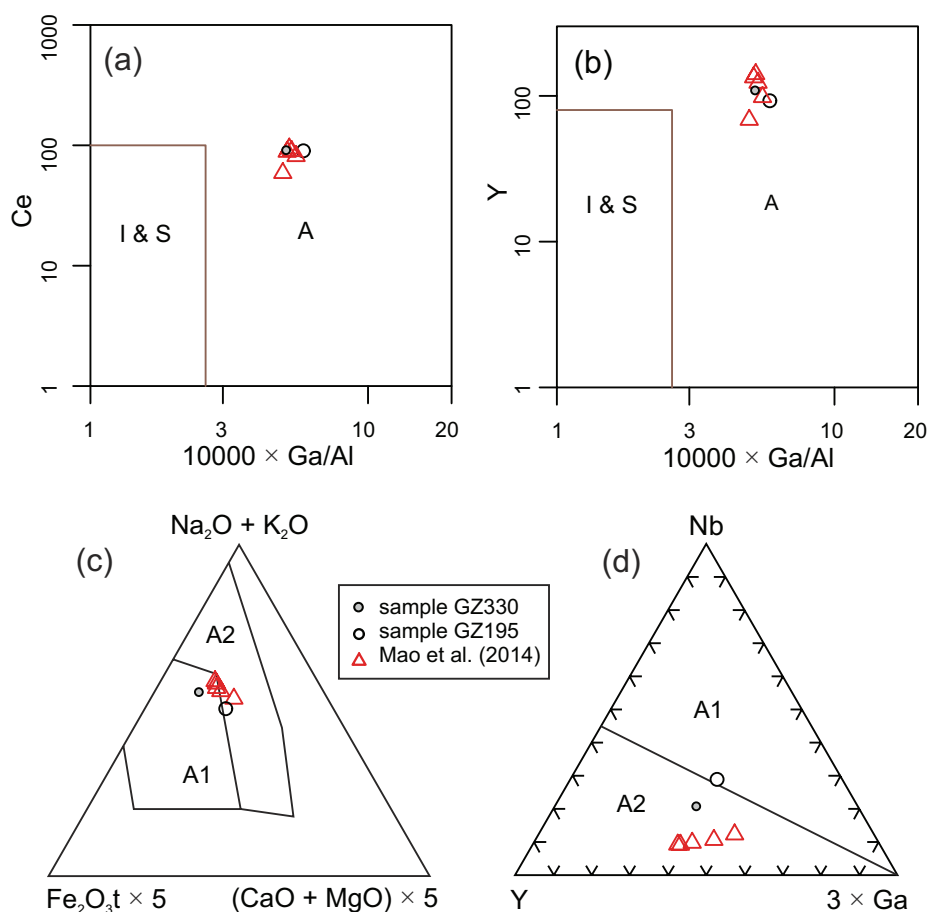 (a)
Ce
1000
100
10
1
I & S
A
1
3
10
20
10000 × Ga/Al
(b)
Y
100
10
1
I & S
A
1
3
10
20
10000 × Ga/Al
(c)
Na₂O + K₂O
A2
A1
Fe₂O₃t × 5
(CaO + MgO) × 5
sample GZ330
sample GZ195
Mao et al. (2014)
(d)
Nb
A1
A2
Y
3 × Ga